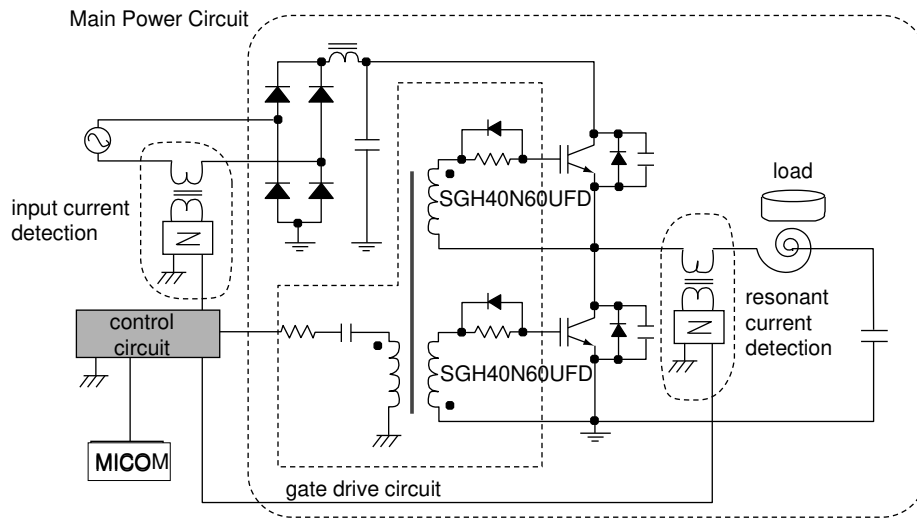 Main Power Circuit
SGH40N60UFD
load
input current
detection
resonant
current
detection
control
circuit
SGH40N60UFD
MICOM
gate drive circuit